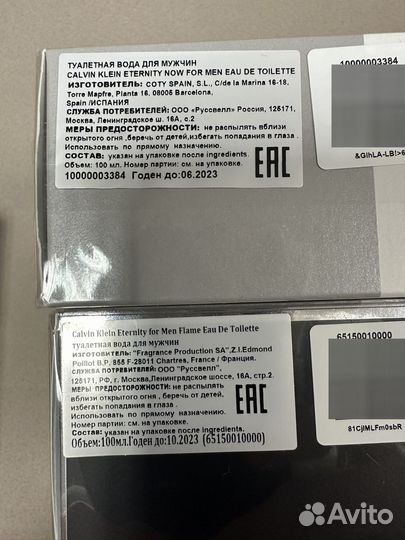 ТУАЛЕТНАЯ ВОДА ДЛЯ МУЖЧИН
CALVIN KLEIN ETERNITY NOW FOR MEN EAU DE TOILETTE
ИЗГОТОВИТЕЛЬ: COTY SPAIN, S.L., C/de la Marina 16-18,
Torre Mapfre, Planta 16, 08005 Barcelona,
Spain /ИСПАНИЯ
СЛУЖБА ПОТРЕБИТЕЛЕЙ: ООО «Руссвелл» Россия, 125171,
Москва, Ленинградское ш. 16А, с.2
МЕРЫ ПРЕДОСТОРОЖНОСТИ: не распылять вблизи
открытого огня ,беречь от детей,избегать попадания в глаза .
Использовать по прямому назначению.
СОСТАВ: указан на упаковке после ingredients.
Объем: 100 мл. Номер партии: см. на упаковке.
10000003384 Годен до:06.2023
EAC
10000003384
&GIhLA-LB!>6
Calvin Klein Eternity for Men Flame Eau De Toilette
туалетная вода для мужчин
ИЗГОТОВИТЕЛЬ: "Fragrance Production SA",Z.I.Edmond
Poillot B.P, 855 F-28011 Chartres, France / Франция.
СЛУЖБА ПОТРЕБИТЕЛЕЙ: ООО "Руссвелл",
125171, РФ, г. Москва,Ленинградское шоссе, 16А, стр.2.
МЕРЫ ПРЕДОСТОРОЖНОСТИ: не распылять
вблизи открытого огня , беречь от детей,
избегать попадания в глаза .
Использовать по прямому назначению.
Номер партии: см. на упаковке.
Состав: указан на упаковке после ingredients.
Объем:100мл.Годен до:10.2023 (65150010000)
EAC
65150010000
81CjIMLFm0sbR
Avito